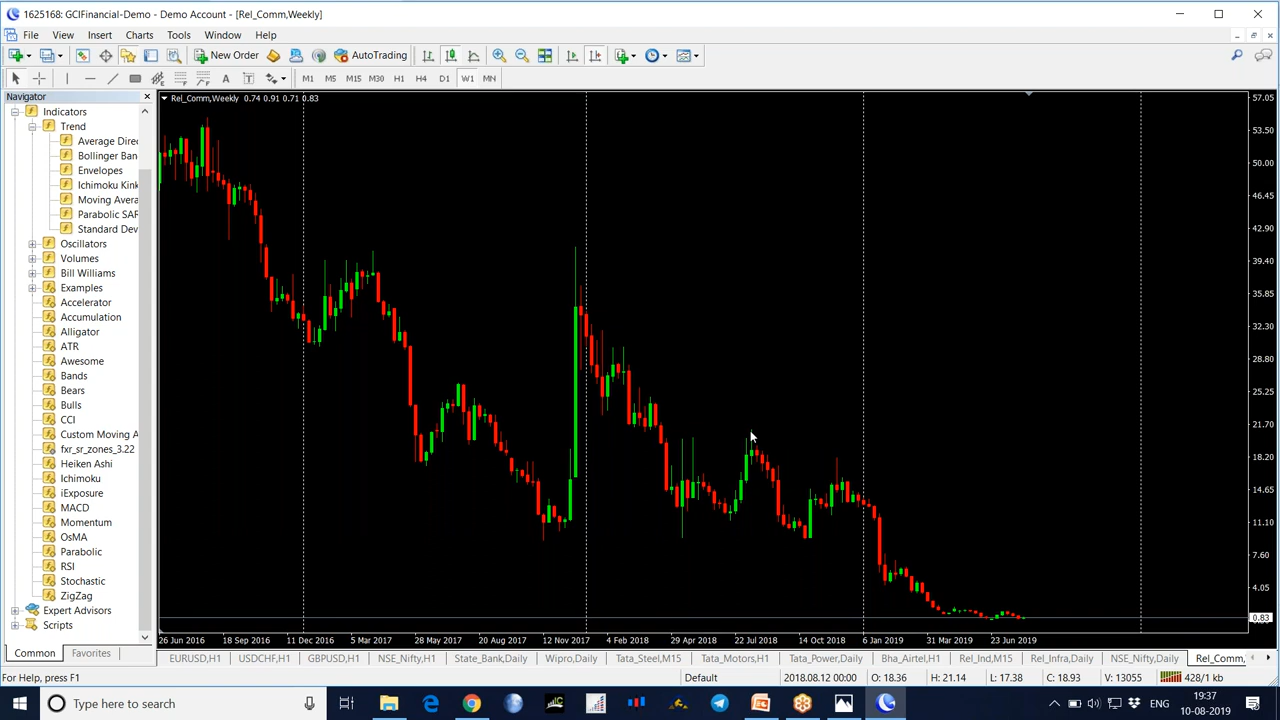 1625168: GCIFinancial-Demo - Demo Account - [Rel_Comm,Weekly]
File View Insert Charts Tools Window Help
New Order AutoTrading
A T M1 M5 M15 M30 H1 H4 D1 W1 MN
Navigator
Indicators
Trend
Average Direc
Bollinger Ban
Envelopes
Ichimoku Kink
Moving Avera
Parabolic SAR
Standard Dev
Oscillators
Volumes
Bill Williams
Examples
Accelerator
Accumulation
Alligator
ATR
Awesome
Bands
Bears
Bulls
CCI
Custom Moving A
fxr_sr_zones_3.22
Heiken Ashi
Ichimoku
iExposure
MACD
Momentum
OsMA
Parabolic
RSI
Stochastic
ZigZag
Expert Advisors
Scripts
Common Favorites
Rel_Comm,Weekly 0.74 0.91 0.71 0.83
57.05
53.50
50.00
46.45
42.90
39.40
35.85
32.30
28.80
25.25
21.70
18.20
14.65
11.10
7.60
4.05
0.83
26 Jun 2016 18 Sep 2016 11 Dec 2016 5 Mar 2017 28 May 2017 20 Aug 2017 12 Nov 2017 4 Feb 2018 29 Apr 2018 22 Jul 2018 14 Oct 2018 6 Jan 2019 31 Mar 2019 23 Jun 2019
EURUSD,H1 USDCHF,H1 GBPUSD,H1 NSE_Nifty,H1 State_Bank,Daily Wipro,Daily Tata_Steel,M15 Tata_Motors,H1 Tata_Power,Daily Bha_Airtel,H1 Rel_Ind,M15 Rel_Infra,Daily NSE_Nifty,Daily Rel_Comm,
For Help, press F1 Default 2018.08.12 00:00 O: 18.36 H: 21.14 L: 17.38 C: 18.93 V: 13055 428/1 kb
Type here to search
ENG
19:37
10-08-2019